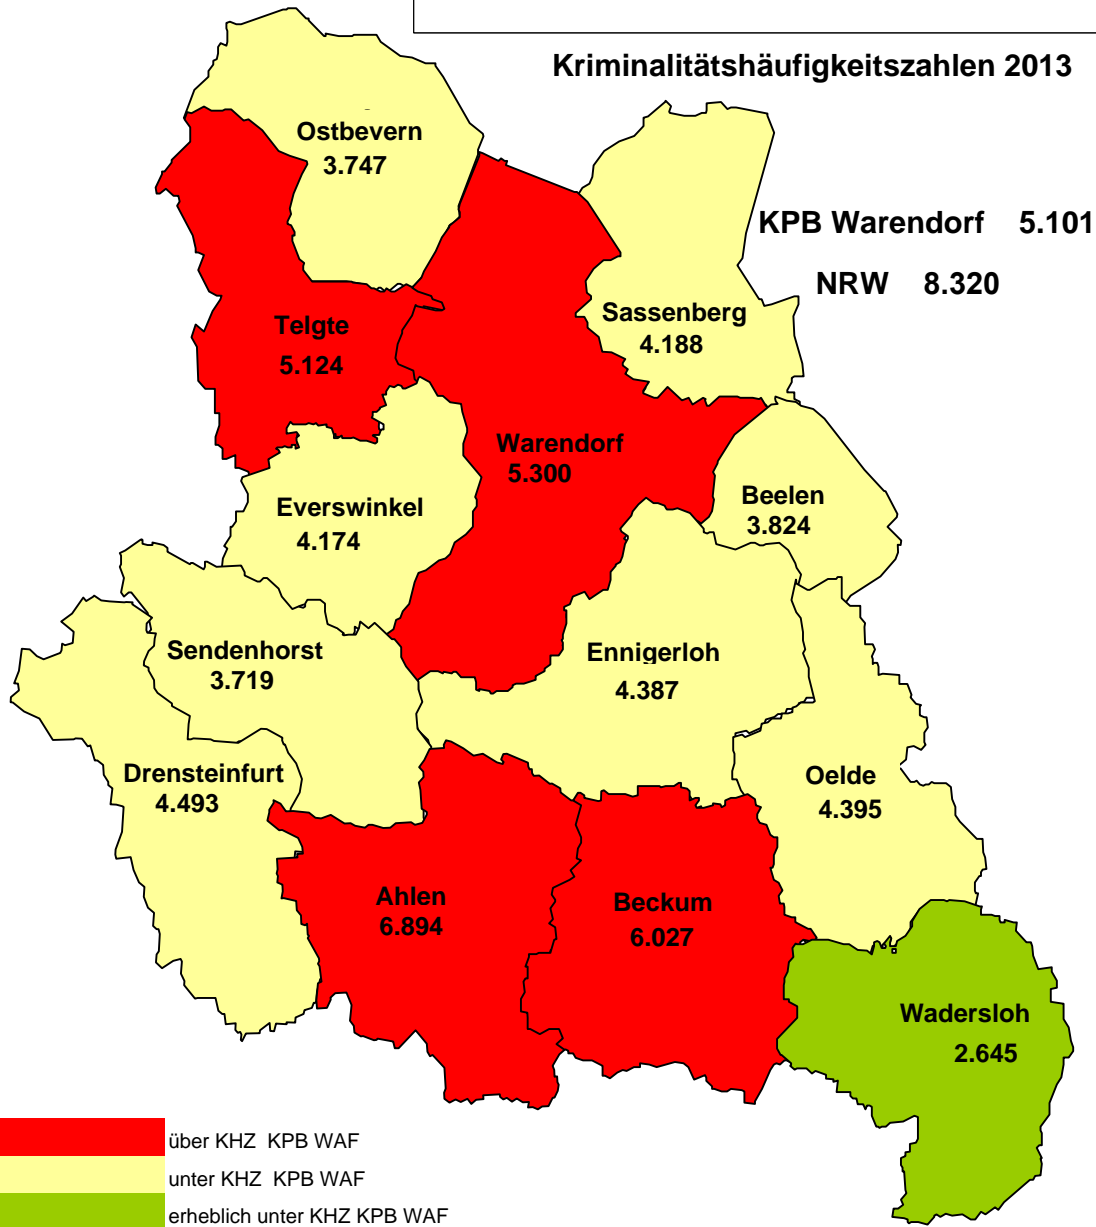 Kriminalitätshäufigkeitszahlen 2013
Ostbevern
3.747
KPB Warendorf 5.101
NRW 8.320
Sassenberg
4.188
Telgte
5.124
Warendorf
5.300
Beelen
3.824
Everswinkel
4.174
Sendenhorst
3.719
Ennigerloh
4.387
Drensteinfurt
4.493
Oelde
4.395
Ahlen
6.894
Beckum
6.027
Wadersloh
2.645
über KHZ KPB WAF
unter KHZ KPB WAF
erheblich unter KHZ KPB WAF